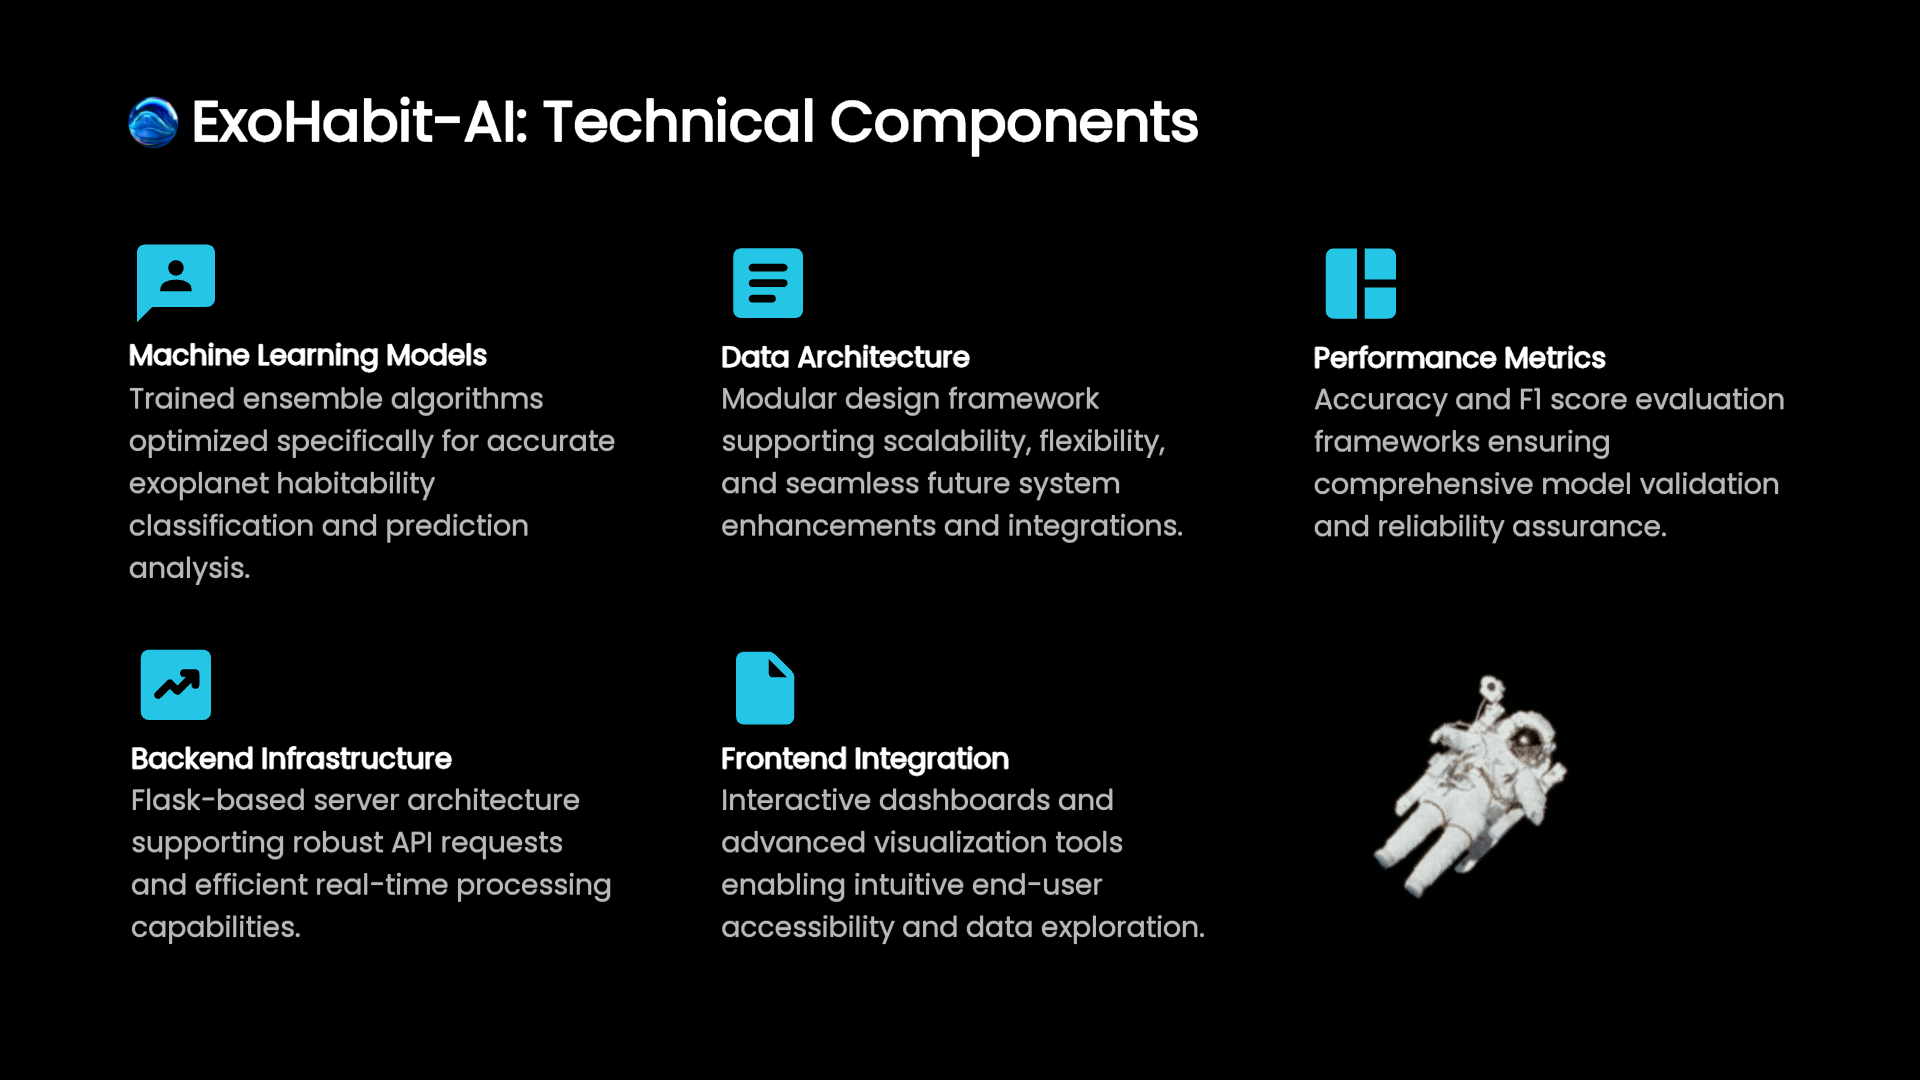 ExoHabit-AI: Technical Components
Machine Learning Models
Trained ensemble algorithms
optimized specifically for accurate
exoplanet habitability
classification and prediction
analysis.
Data Architecture
Modular design framework
supporting scalability, flexibility,
and seamless future system
enhancements and integrations.
Performance Metrics
Accuracy and F1 score evaluation
frameworks ensuring
comprehensive model validation
and reliability assurance.
Backend Infrastructure
Flask-based server architecture
supporting robust API requests
and efficient real-time processing
capabilities.
Frontend Integration
Interactive dashboards and
advanced visualization tools
enabling intuitive end-user
accessibility and data exploration.